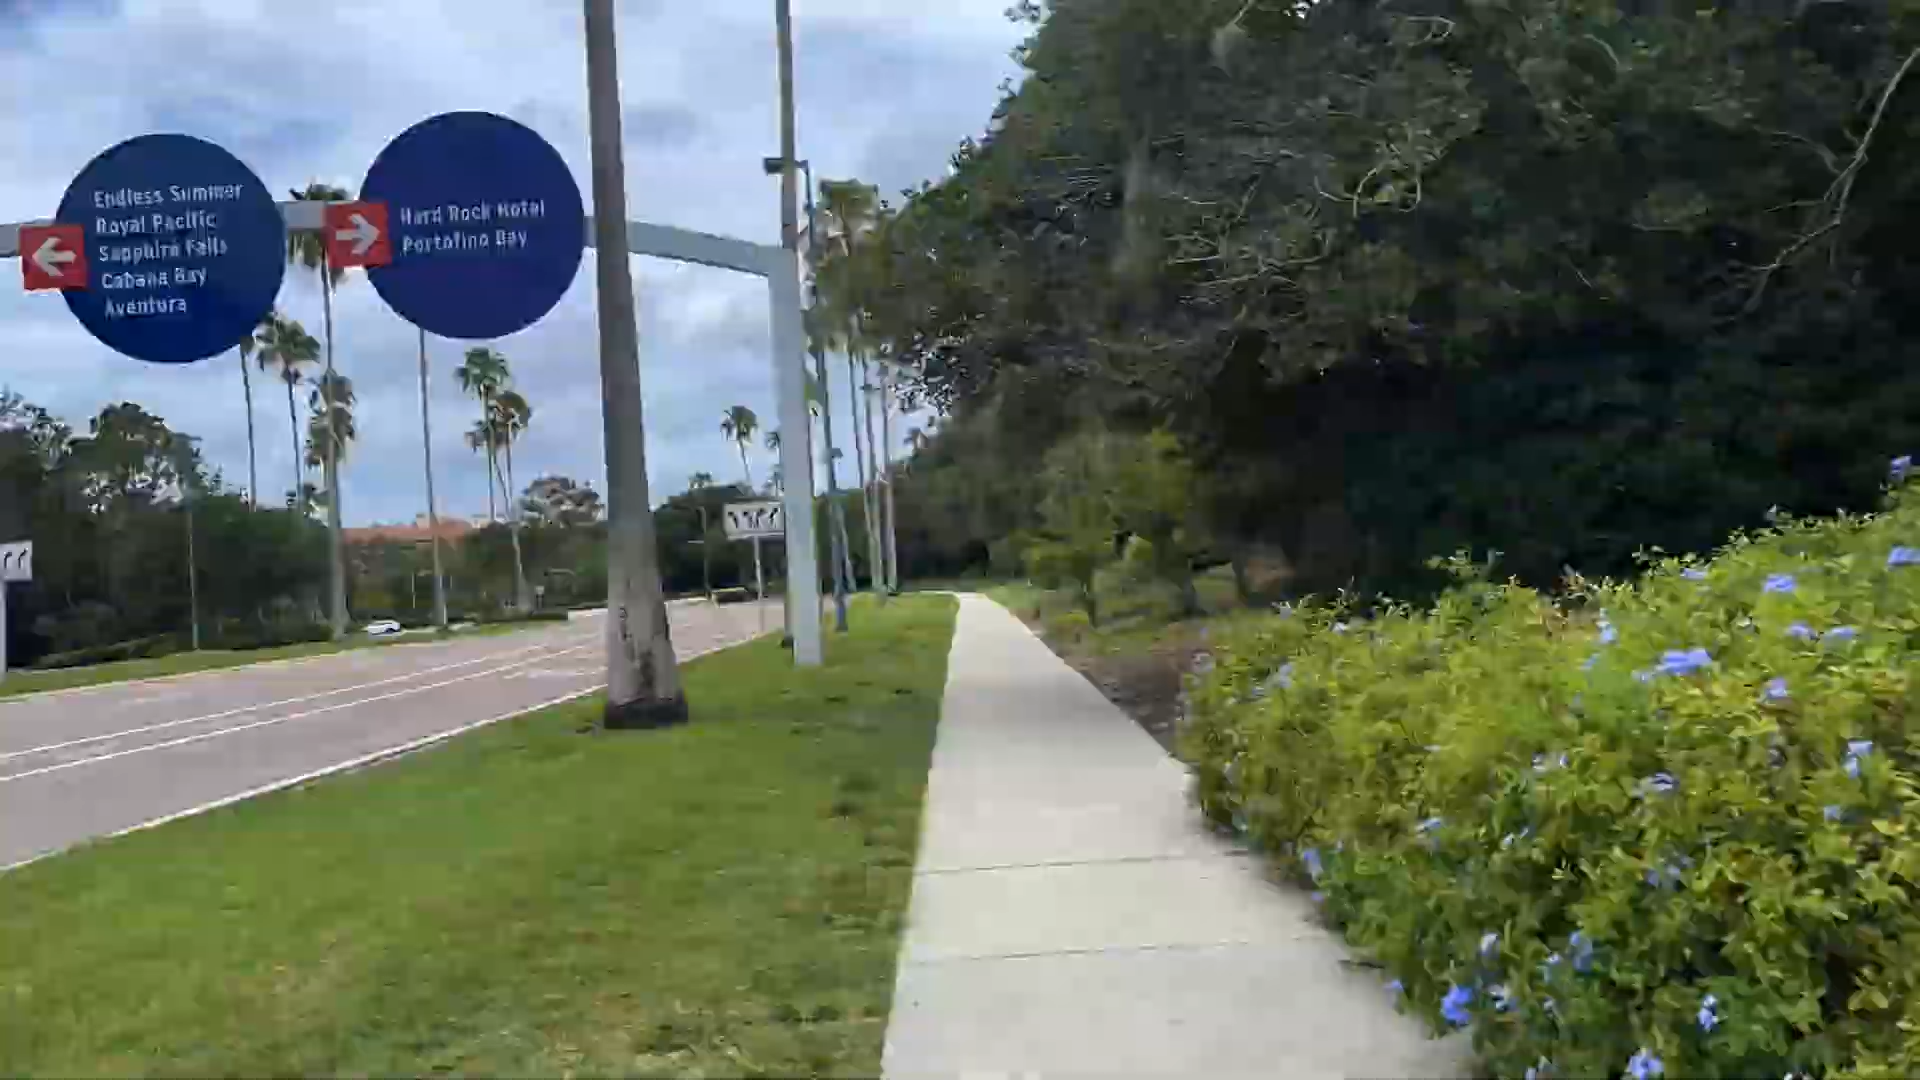 Endless Summer
Royal Pacific
Sapphire Falls
Cabana Bay
Aventura
Hard Rock Hotel
Portofino Bay